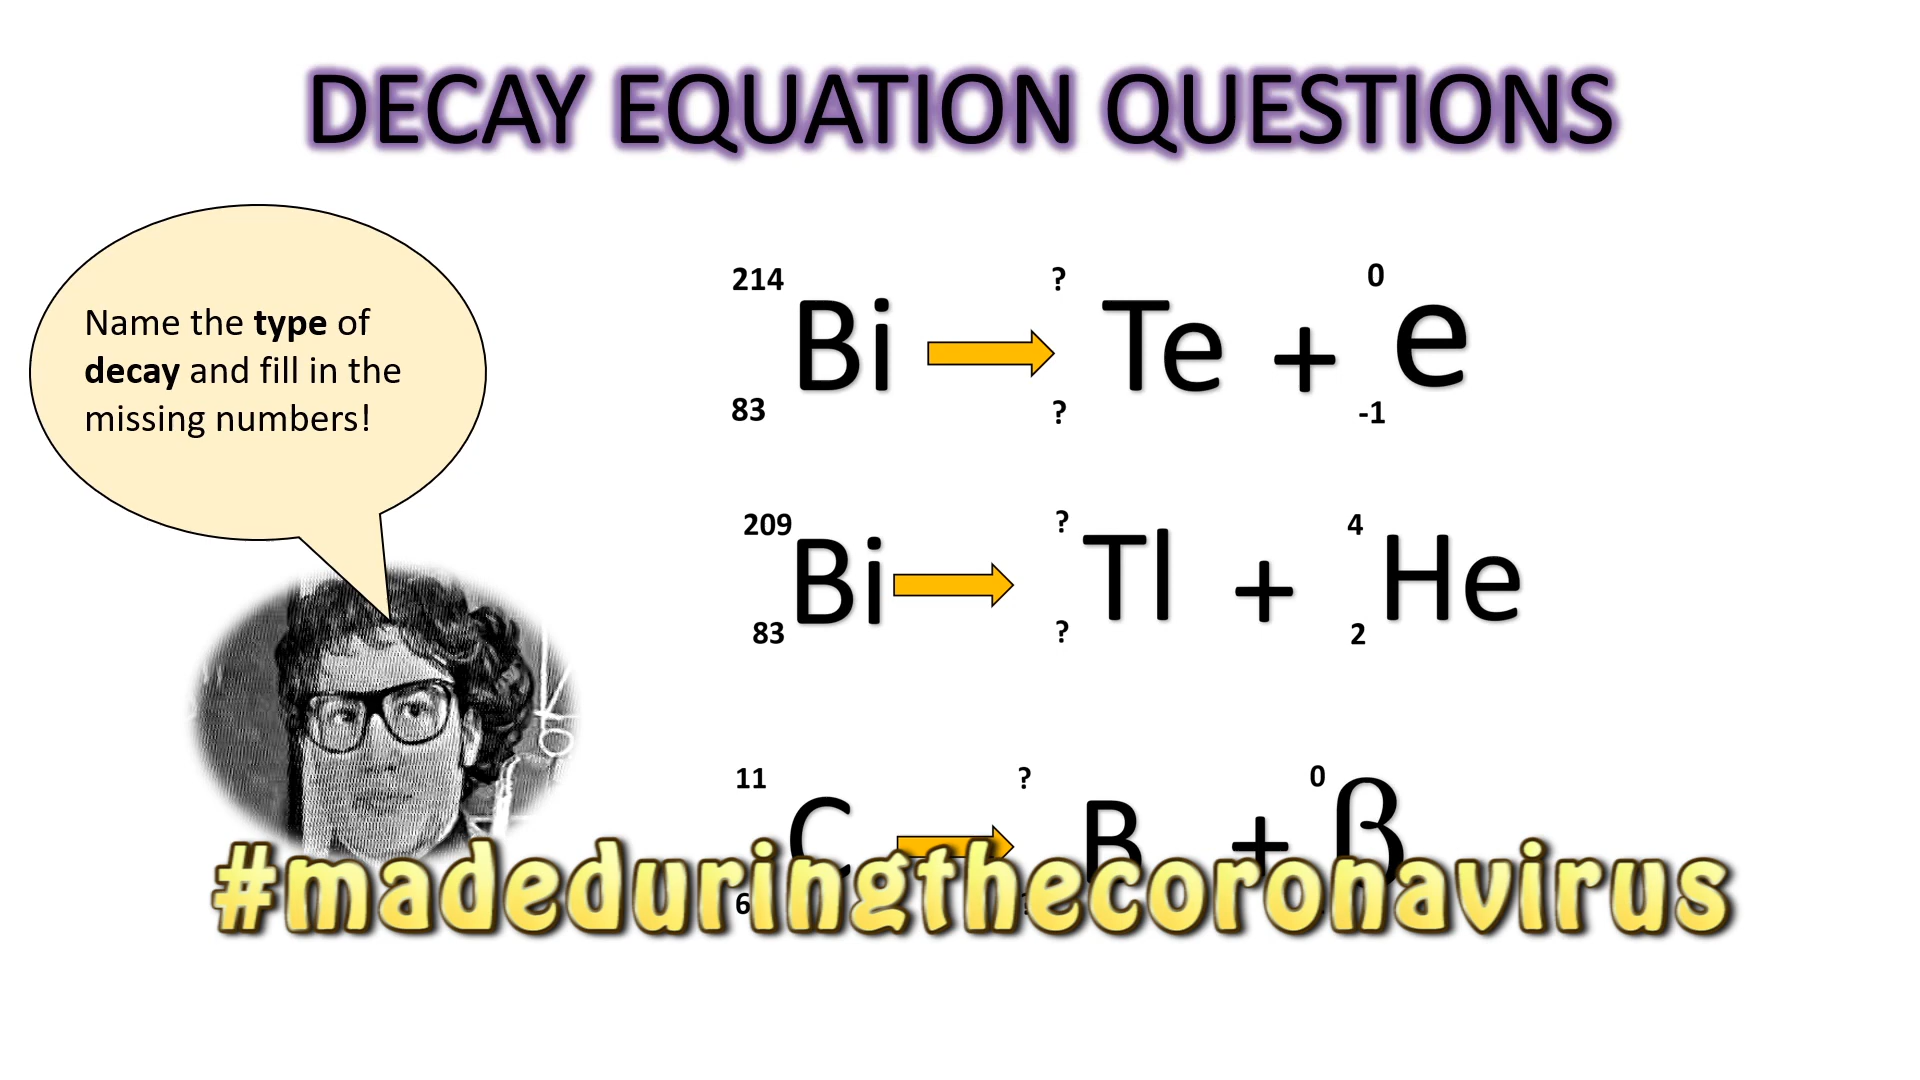 DECAY EQUATION QUESTIONS
Name the type of
decay and fill in the
missing numbers!
214 ? 0
Bi Te + e
83 ? -1
209 ? 4
Bi Tl + He
83 ? 2
11 ? 0
C B + β
6
#madeduringthecoronavirus